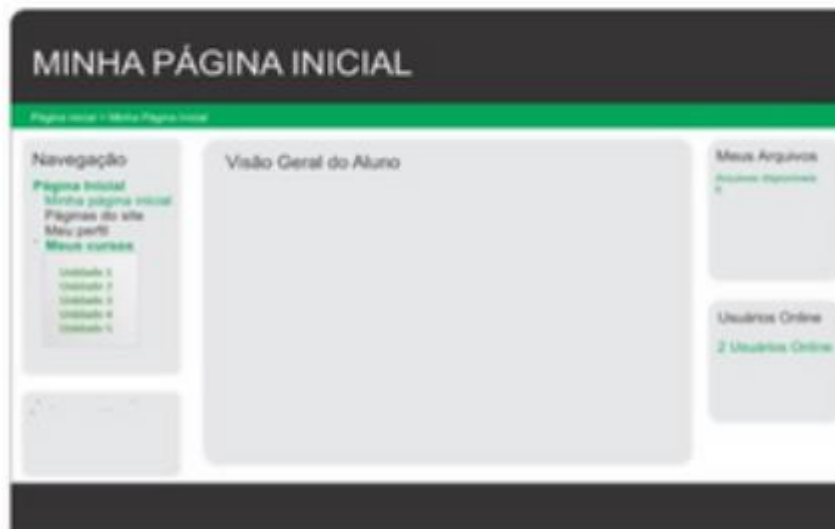 MINHA PÁGINA INICIAL
Página inicial > Minha Página Inicial
Navegação
Página Inicial
Minha página inicial
Páginas do site
Meu perfil
Meus cursos
Unidade 1
Unidade 2
Unidade 3
Unidade 4
Unidade 5
Visão Geral do Aluno
Meus Arquivos
Arquivos disponíveis
Usuários Online
2 Usuários Online